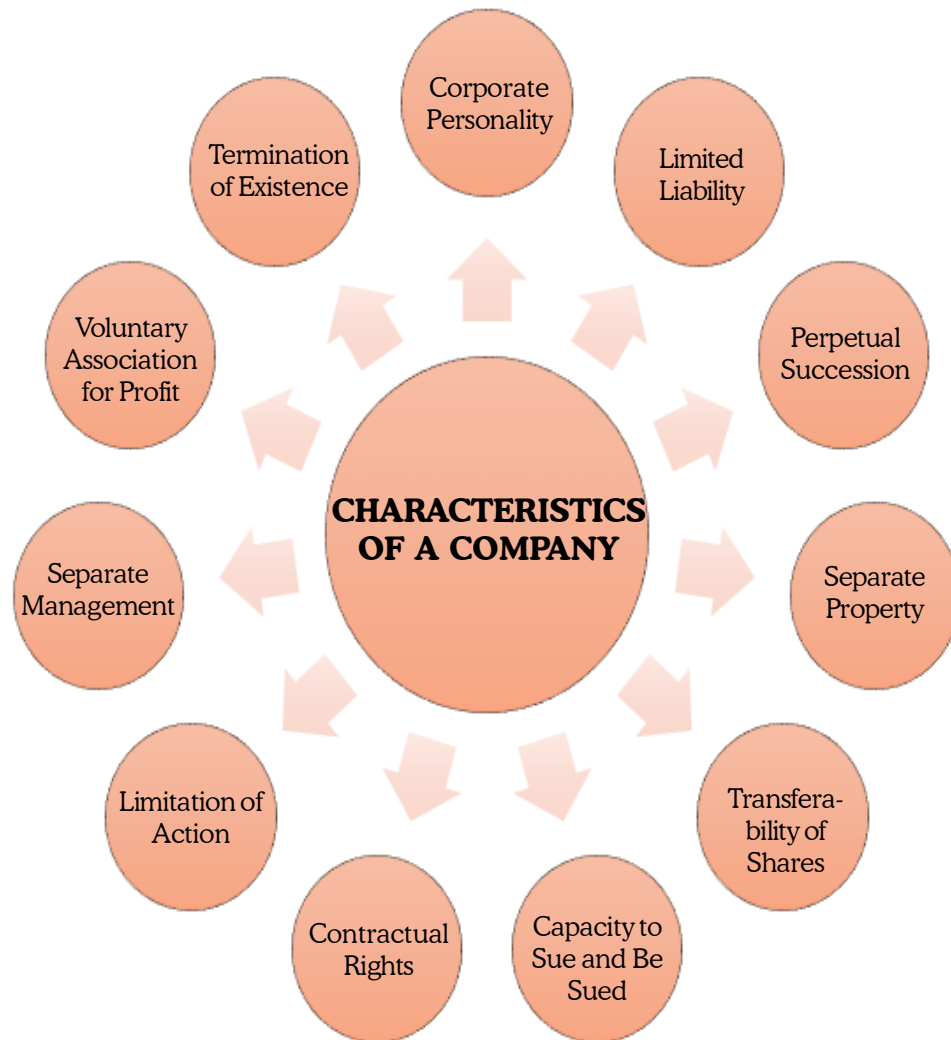 CHARACTERISTICS
OF A COMPANY
Corporate
Personality
Limited
Liability
Perpetual
Succession
Separate
Property
Transfera-
bility of
Shares
Capacity to
Sue and Be
Sued
Contractual
Rights
Limitation of
Action
Separate
Management
Voluntary
Association
for Profit
Termination
of Existence